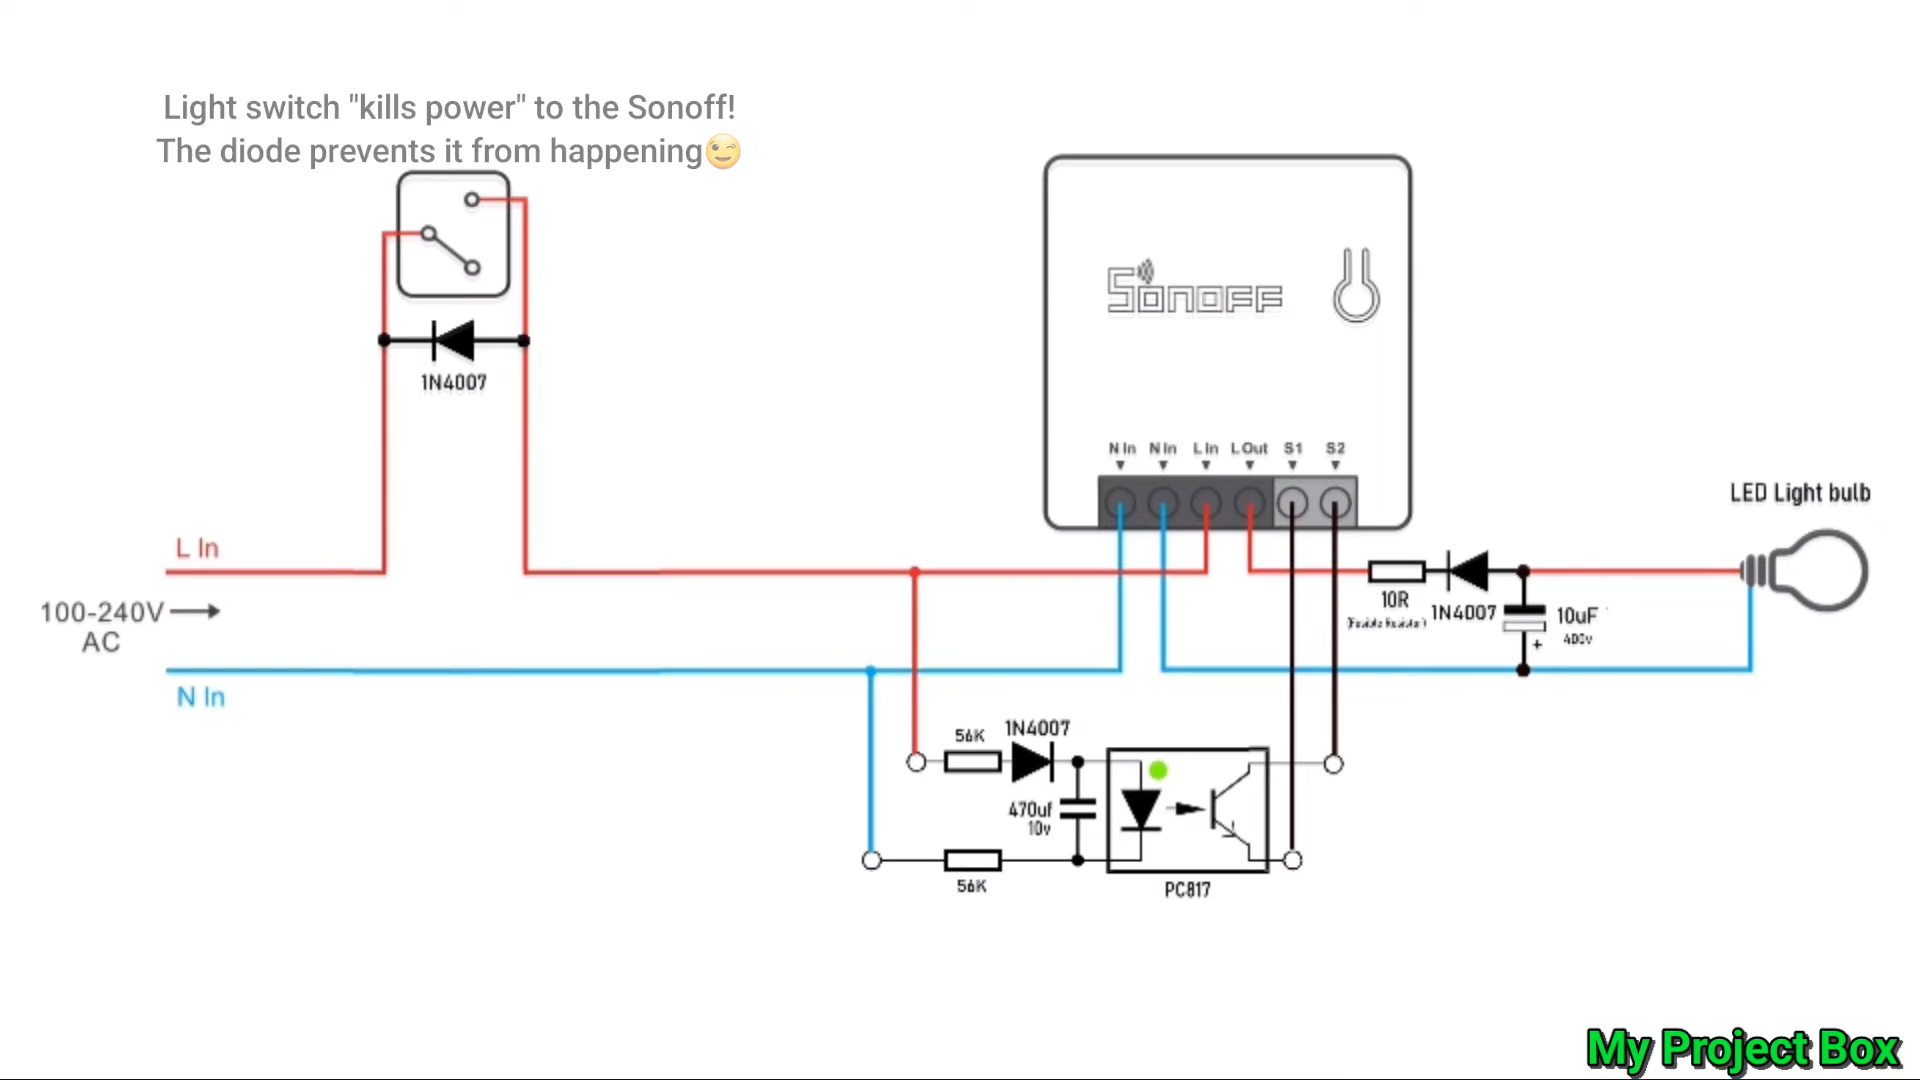 Light switch "kills power" to the Sonoff!
The diode prevents it from happening😉
1N4007
L In
100-240V
AC
N In
SONOFF
N In N In L In L Out S1 S2
LED Light bulb
10R
1N4007
10uF
400v
+
56K
1N4007
470uf
10v
56K
PC817
My Project Box